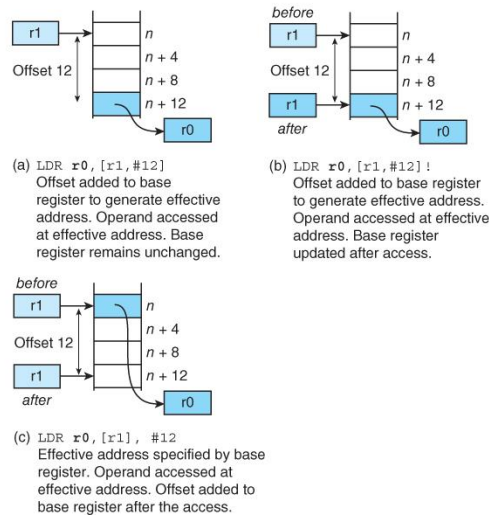 r1
n
n + 4
Offset 12
n + 8
n + 12
r0
(a) LDR r0,[r1,#12]
Offset added to base
register to generate effective
address. Operand accessed
at effective address. Base
register remains unchanged.
before
r1
n
n + 4
Offset 12
n + 8
r1
n + 12
after
r0
(b) LDR r0,[r1,#12]!
Offset added to base register
to generate effective address.
Operand accessed at effective
address. Base register
updated after access.
before
r1
n
n + 4
Offset 12
n + 8
r1
n + 12
after
r0
(c) LDR r0,[r1], #12
Effective address specified by base
register. Operand accessed at
effective address. Offset added to
base register after the access.